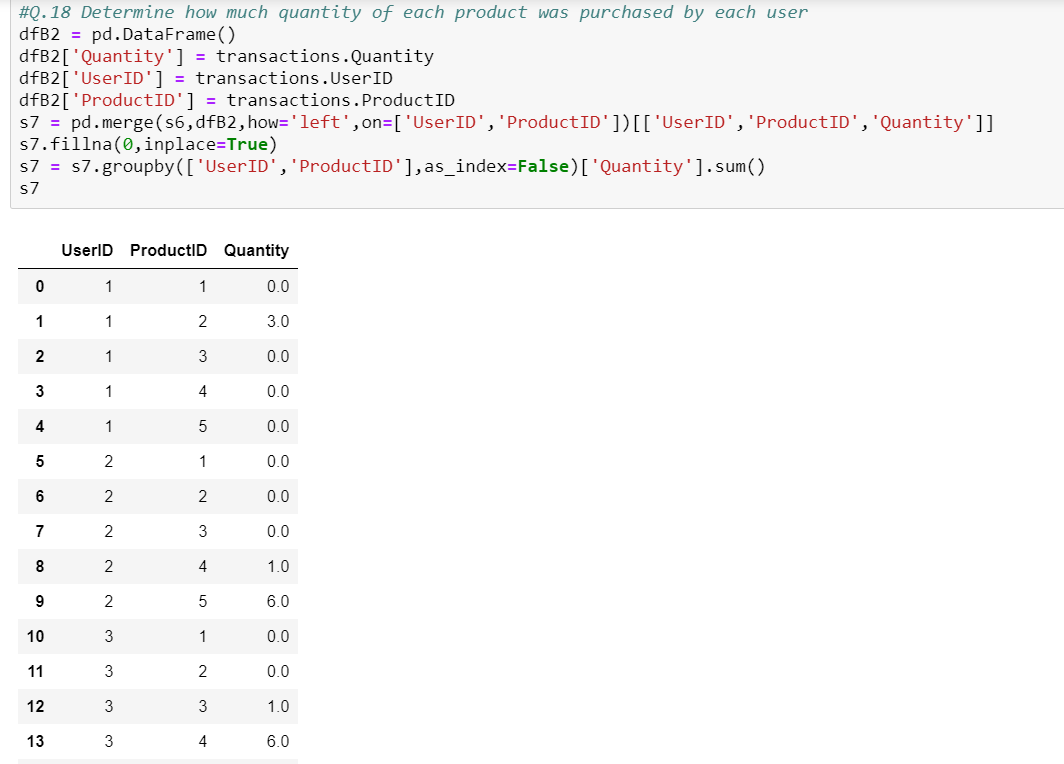 #Q.18 Determine how much quantity of each product was purchased by each user
dfB2 = pd.DataFrame()
dfB2['Quantity'] = transactions.Quantity
dfB2['UserID'] = transactions.UserID
dfB2['ProductID'] = transactions.ProductID
s7 = pd.merge(s6,dfB2,how='left',on=['UserID','ProductID'])[['UserID','ProductID','Quantity']]
s7.fillna(0,inplace=True)
s7 = s7.groupby(['UserID','ProductID'],as_index=False)['Quantity'].sum()
s7
UserID ProductID Quantity
0 1 1 0.0
1 1 2 3.0
2 1 3 0.0
3 1 4 0.0
4 1 5 0.0
5 2 1 0.0
6 2 2 0.0
7 2 3 0.0
8 2 4 1.0
9 2 5 6.0
10 3 1 0.0
11 3 2 0.0
12 3 3 1.0
13 3 4 6.0